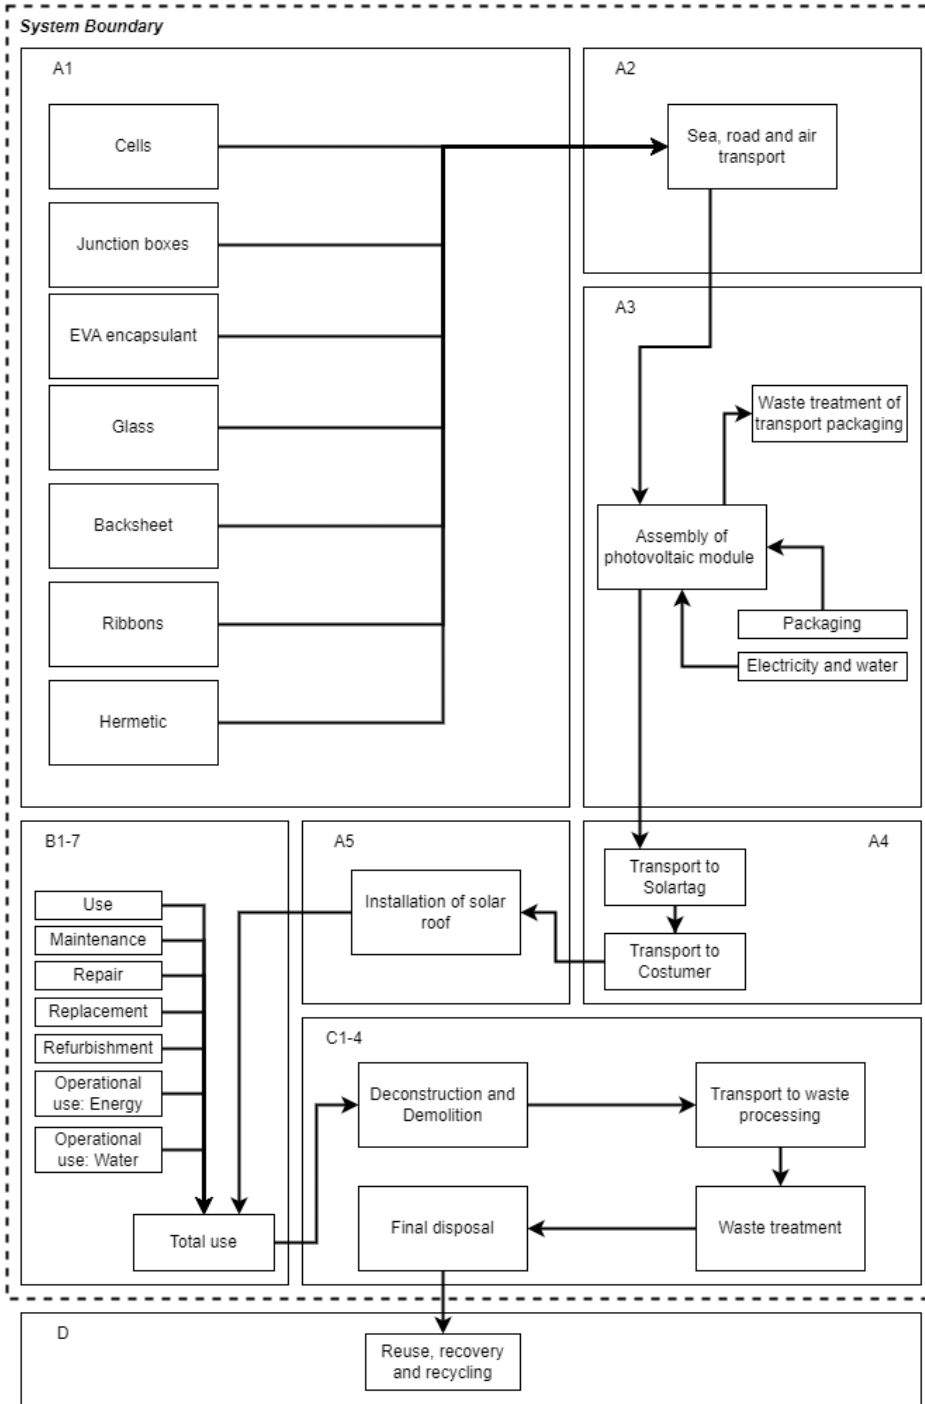 System Boundary
A1
Cells
Junction boxes
EVA encapsulant
Glass
Backsheet
Ribbons
Hermetic
A2
Sea, road and air
transport
A3
Waste treatment of
transport packaging
Assembly of
photovoltaic module
Packaging
Electricity and water
A4
Transport to
Solartag
Transport to
Costumer
A5
Installation of solar
roof
B1-7
Use
Maintenance
Repair
Replacement
Refurbishment
Operational
use: Energy
Operational
use: Water
Total use
C1-4
Deconstruction and
Demolition
Transport to waste
processing
Final disposal
Waste treatment
D
Reuse, recovery
and recycling